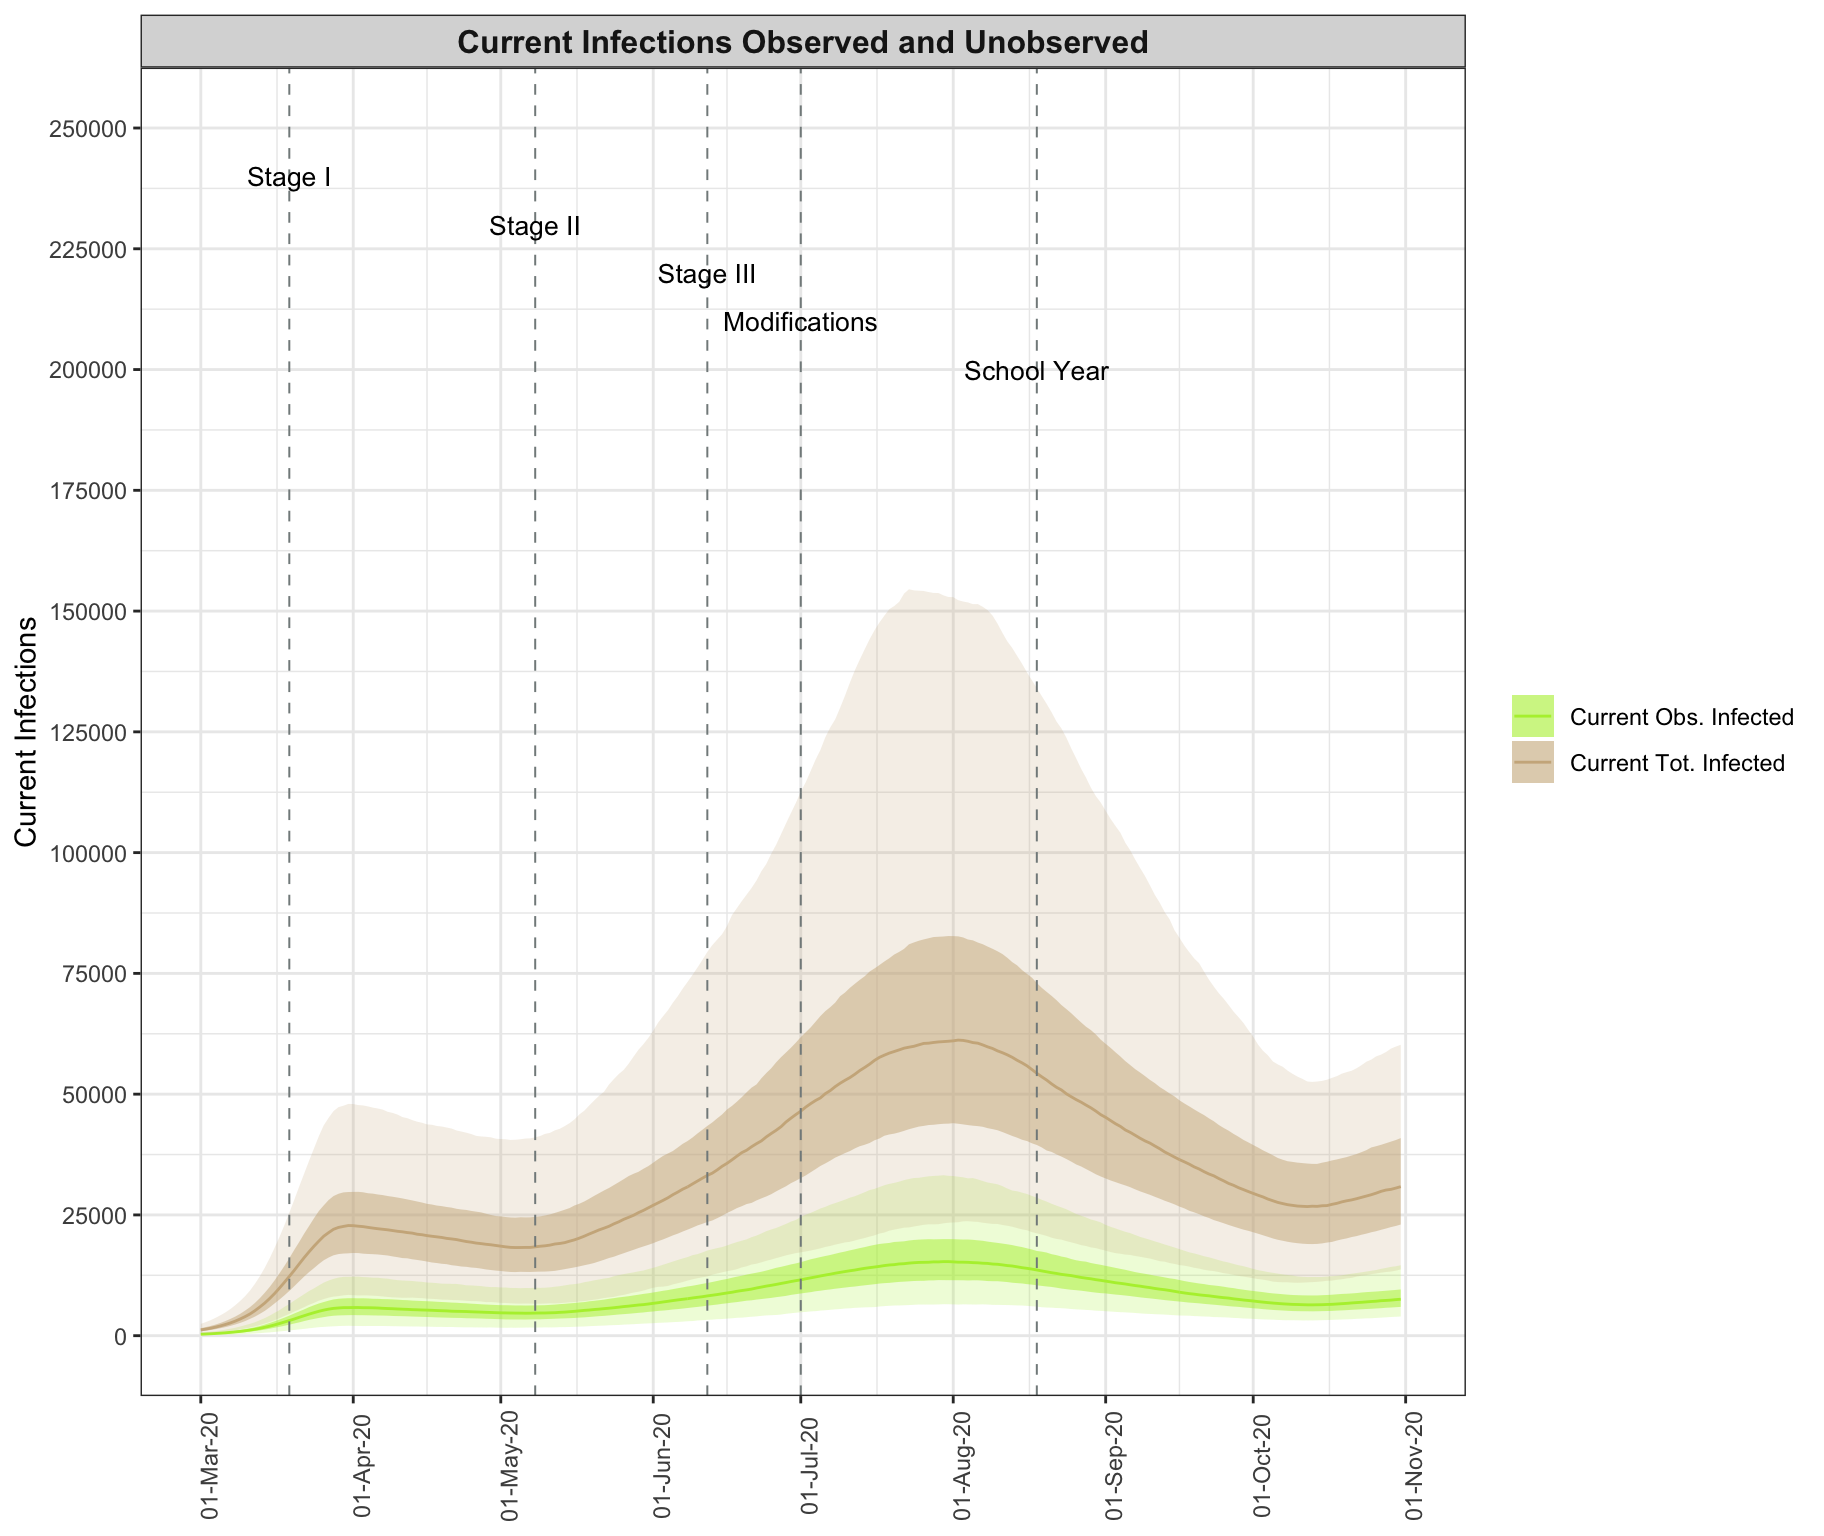 Current Infections Observed and Unobserved
250000
225000
200000
175000
150000
125000
100000
75000
50000
25000
0
Current Infections
Stage I
Stage II
Stage III
Modifications
School Year
01-Mar-20
01-Apr-20
01-May-20
01-Jun-20
01-Jul-20
01-Aug-20
01-Sep-20
01-Oct-20
01-Nov-20
Current Obs. Infected
Current Tot. Infected